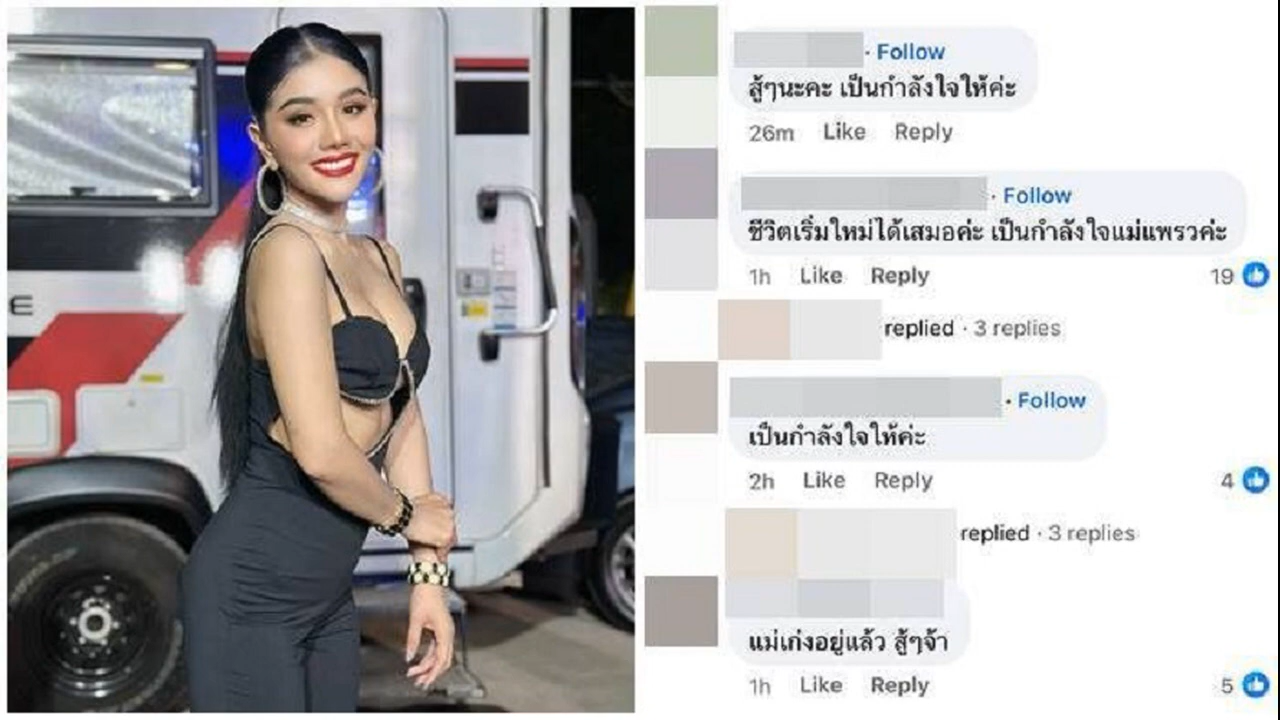 E
Follow
สู้ๆนะคะ เป็นกำลังใจให้ค่ะ
26m Like Reply
Follow
ชีวิตเริ่มใหม่ได้เสมอค่ะ เป็นกำลังใจแม่แพรวค่ะ
1h Like Reply 19
replied · 3 replies
Follow
เป็นกำลังใจให้ค่ะ
2h Like Reply 4
replied · 3 replies
แม่เก่งอยู่แล้ว สู้ๆจ้า
1h Like Reply 5